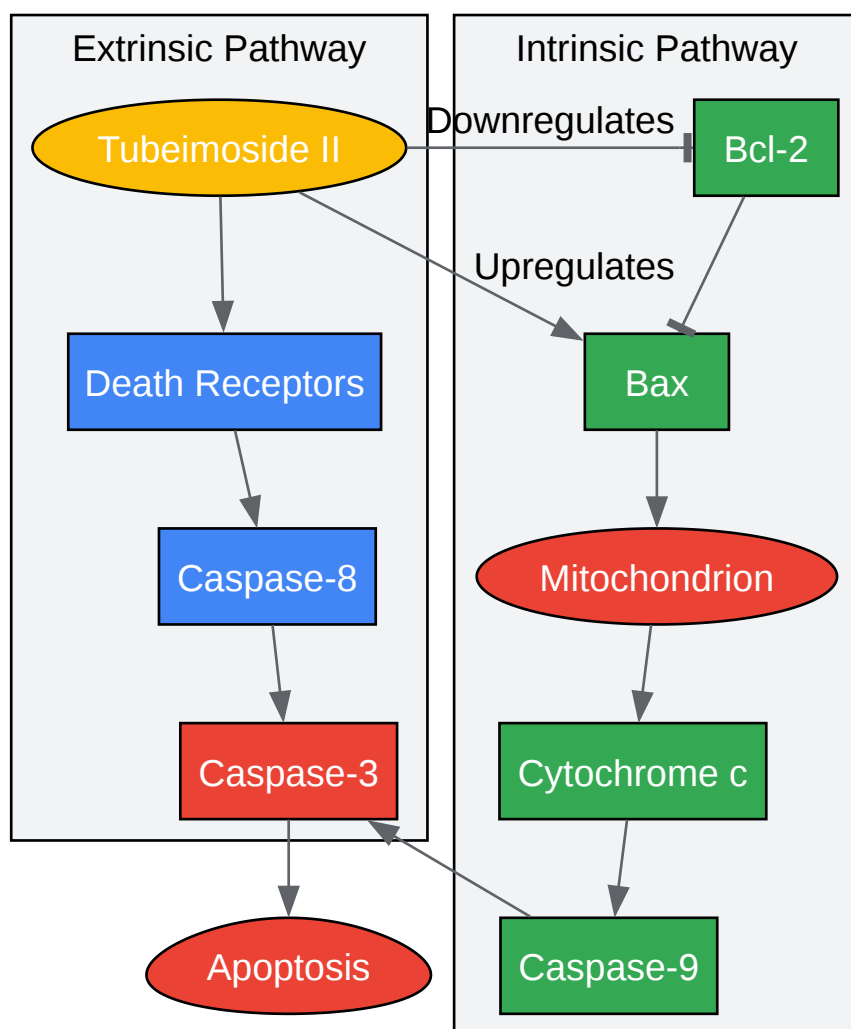 Extrinsic Pathway
Intrinsic Pathway
Tubeimoside II
Downregulates
Bcl-2
Upregulates
Death Receptors
Bax
Caspase-8
Mitochondrion
Caspase-3
Cytochrome c
Apoptosis
Caspase-9